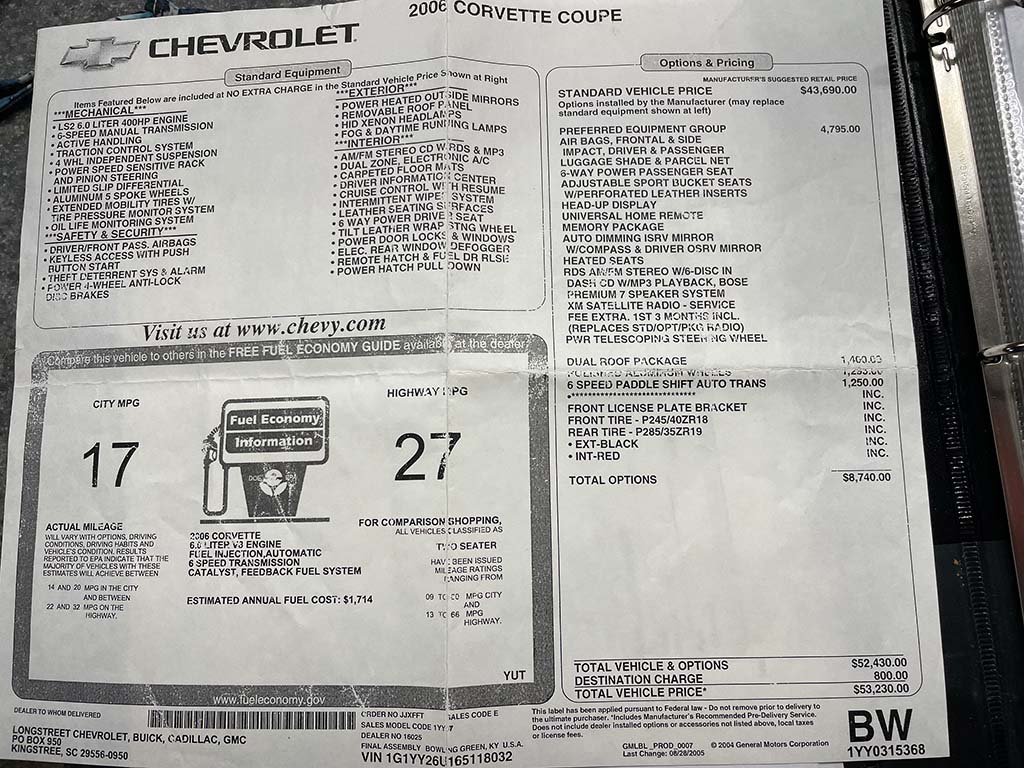 2006 CORVETTE COUPE
CHEVROLET
Standard Equipment
Items Featured Below are included at NO EXTRA CHARGE in the Standard Vehicle Price Shown at Right
***MECHANICAL***
• LS2 6.0 LITER 400HP ENGINE
• 6-SPEED MANUAL TRANSMISSION
• ACTIVE HANDLING
• TRACTION CONTROL SYSTEM
• 4 WHL INDEPENDENT SUSPENSION
• POWER SPEED SENSITIVE RACK
AND PINION STEERING
• LIMITED SLIP DIFFERENTIAL
• ALUMINUM 5 SPOKE WHEELS
• EXTENDED MOBILITY TIRES W/
TIRE PRESSURE MONITOR SYSTEM
• OIL LIFE MONITORING SYSTEM
***SAFETY & SECURITY***
• DRIVER/FRONT PASS. AIRBAGS
• KEYLESS ACCESS WITH PUSH
BUTTON START
• THEFT DETERRENT SYS & ALARM
• POWER 4-WHEEL ANTI-LOCK
DISC BRAKES
***EXTERIOR***
• POWER HEATED OUTSIDE MIRRORS
• REMOVABLE ROOF PANEL
• HID XENON HEADLAMPS
• FOG & DAYTIME RUNNING LAMPS
***INTERIOR***
• AM/FM STEREO CD W/RDS & MP3
• DUAL ZONE, ELECTRONIC A/C
• CARPETED FLOOR MATS
• DRIVER INFORMATION CENTER
• CRUISE CONTROL WITH RESUME
• INTERMITTENT WIPER SYSTEM
• LEATHER SEATING SURFACES
• 6 WAY POWER DRIVER SEAT
• TILT LEATHER WRAP STNG WHEEL
• POWER DOOR LOCKS & WINDOWS
• ELEC. REAR WINDOW DEFOGGER
• REMOTE HATCH & FUEL DR RLSE
• POWER HATCH PULL DOWN
Visit us at www.chevy.com
Compare this vehicle to others in the FREE FUEL ECONOMY GUIDE available at the dealer.
CITY MPG
17
Fuel Economy
Information
DOE
HIGHWAY MPG
27
ACTUAL MILEAGE
WILL VARY WITH OPTIONS, DRIVING
CONDITIONS, DRIVING HABITS AND
VEHICLE'S CONDITION. RESULTS
REPORTED TO EPA INDICATE THAT THE
MAJORITY OF VEHICLES WITH THESE
ESTIMATES WILL ACHIEVE BETWEEN
14 AND 20 MPG IN THE CITY
AND BETWEEN
22 AND 32 MPG ON THE
HIGHWAY.
2006 CORVETTE
6.0 LITER V8 ENGINE
FUEL INJECTION,AUTOMATIC
6 SPEED TRANSMISSION
CATALYST, FEEDBACK FUEL SYSTEM
ESTIMATED ANNUAL FUEL COST: $1,714
FOR COMPARISON SHOPPING,
ALL VEHICLES CLASSIFIED AS
TWO SEATER
HAVE BEEN ISSUED
MILEAGE RATINGS
RANGING FROM
09 TO MPG CITY
AND
13 TO 66 MPG
HIGHWAY.
YUT
www.fueleconomy.gov
Options & Pricing
MANUFACTURER'S SUGGESTED RETAIL PRICE
STANDARD VEHICLE PRICE $43,690.00
Options installed by the Manufacturer (may replace
standard equipment shown at left)
PREFERRED EQUIPMENT GROUP 4,795.00
AIR BAGS, FRONTAL & SIDE
IMPACT, DRIVER & PASSENGER
LUGGAGE SHADE & PARCEL NET
6-WAY POWER PASSENGER SEAT
ADJUSTABLE SPORT BUCKET SEATS
W/PERFORATED LEATHER INSERTS
HEAD-UP DISPLAY
UNIVERSAL HOME REMOTE
MEMORY PACKAGE
AUTO DIMMING ISRV MIRROR
W/COMPASS & DRIVER OSRV MIRROR
HEATED SEATS
RDS AM/FM STEREO W/6-DISC IN
DASH CD W/MP3 PLAYBACK, BOSE
PREMIUM 7 SPEAKER SYSTEM
XM SATELLITE RADIO - SERVICE
FEE EXTRA. 1ST 3 MONTHS INCL.
(REPLACES STD/OPT/PKG RADIO)
PWR TELESCOPING STEERING WHEEL
DUAL ROOF PACKAGE 1,400.00
POLISHED ALUMINUM WHEELS 1,295.00
6 SPEED PADDLE SHIFT AUTO TRANS 1,250.00
INC.
FRONT LICENSE PLATE BRACKET INC.
FRONT TIRE - P245/40ZR18 INC.
REAR TIRE - P285/35ZR19 INC.
• EXT-BLACK INC.
• INT-RED INC.
TOTAL OPTIONS $8,740.00
TOTAL VEHICLE & OPTIONS $52,430.00
DESTINATION CHARGE 800.00
TOTAL VEHICLE PRICE* $53,230.00
DEALER TO WHOM DELIVERED
LONGSTREET CHEVROLET, BUICK, CADILLAC, GMC
PO BOX 950
KINGSTREE, SC 29556-0950
ORDER NO JJXFFT SALES CODE E
SALES MODEL CODE 1YY07
DEALER NO 16025
FINAL ASSEMBLY BOWLING GREEN, KY U.S.A.
VIN 1G1YY26U165118032
This label has been applied pursuant to Federal law - Do not remove prior to delivery to
the ultimate purchaser. *Includes Manufacturer's Recommended Pre-Delivery Service.
Does not include dealer installed options or accessories not listed above, local taxes
or license fees.
GMLBL_PROD_0007 © 2004 General Motors Corporation
Last Change: 08/28/2005
BW
1YY0315368